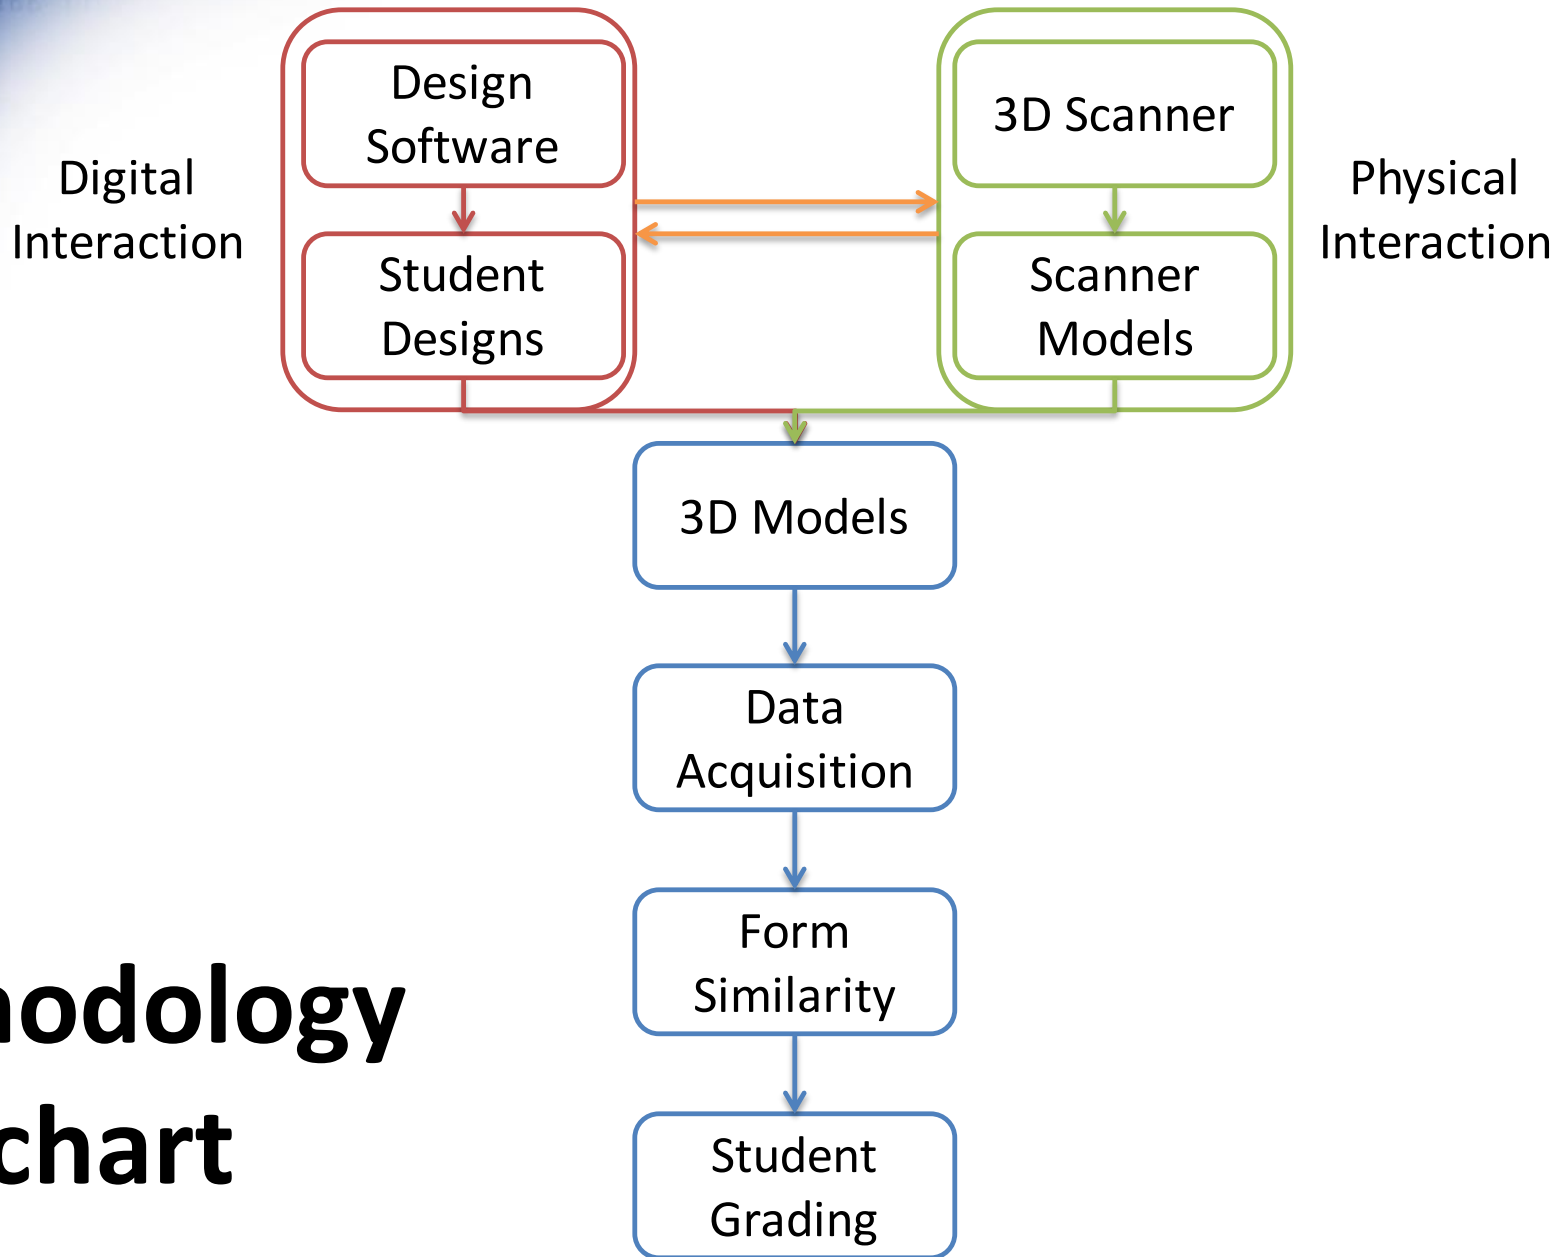 Design
Software
3D Scanner
Digital
Interaction
Physical
Interaction
Student
Designs
Scanner
Models
3D Models
Data
Acquisition
Form
Similarity
Student
Grading
chart